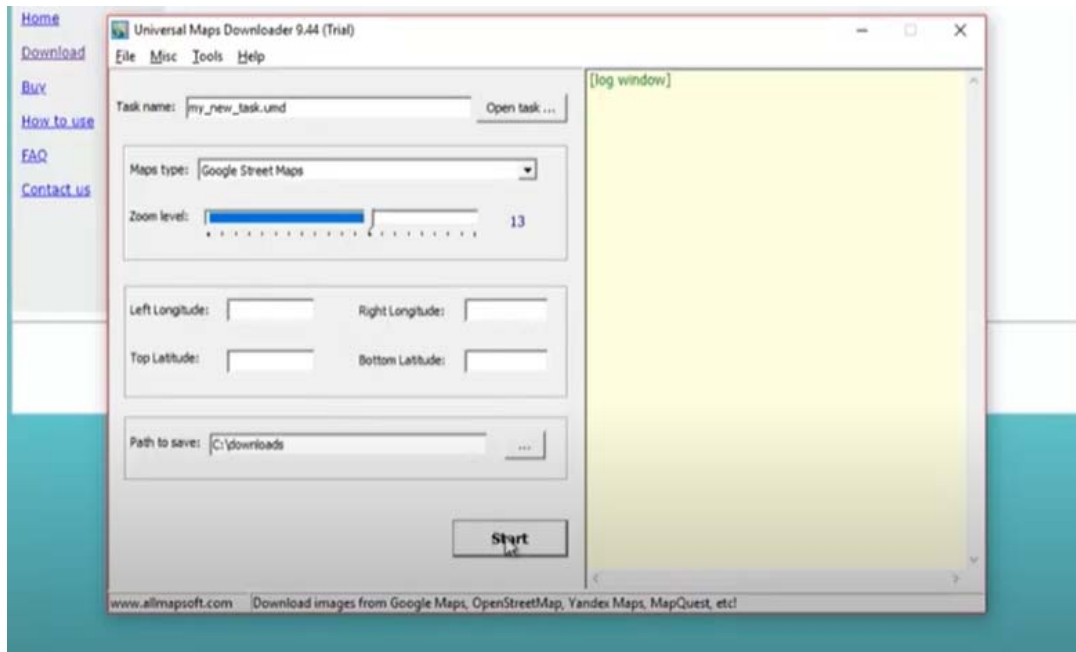 Home
Download
Buy
How to use
FAQ
Contact us
Universal Maps Downloader 9.44 (Trial)
File Misc Tools Help
Task name: my_new_task.umd Open task ...
Maps type: Google Street Maps
Zoom level: 13
Left Longitude: Right Longitude:
Top Latitude: Bottom Latitude:
Path to save: C:\downloads ...
Start
[log window]
www.allmapsoft.com Download images from Google Maps, OpenStreetMap, Yandex Maps, MapQuest, etc!